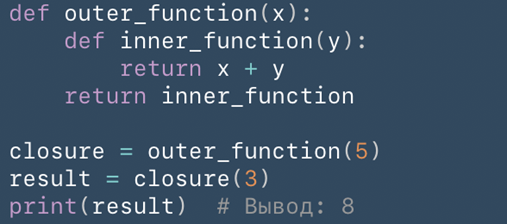 def outer_function(x):
    def inner_function(y):
        return x + y
    return inner_function

closure = outer_function(5)
result = closure(3)
print(result)  # Вывод: 8